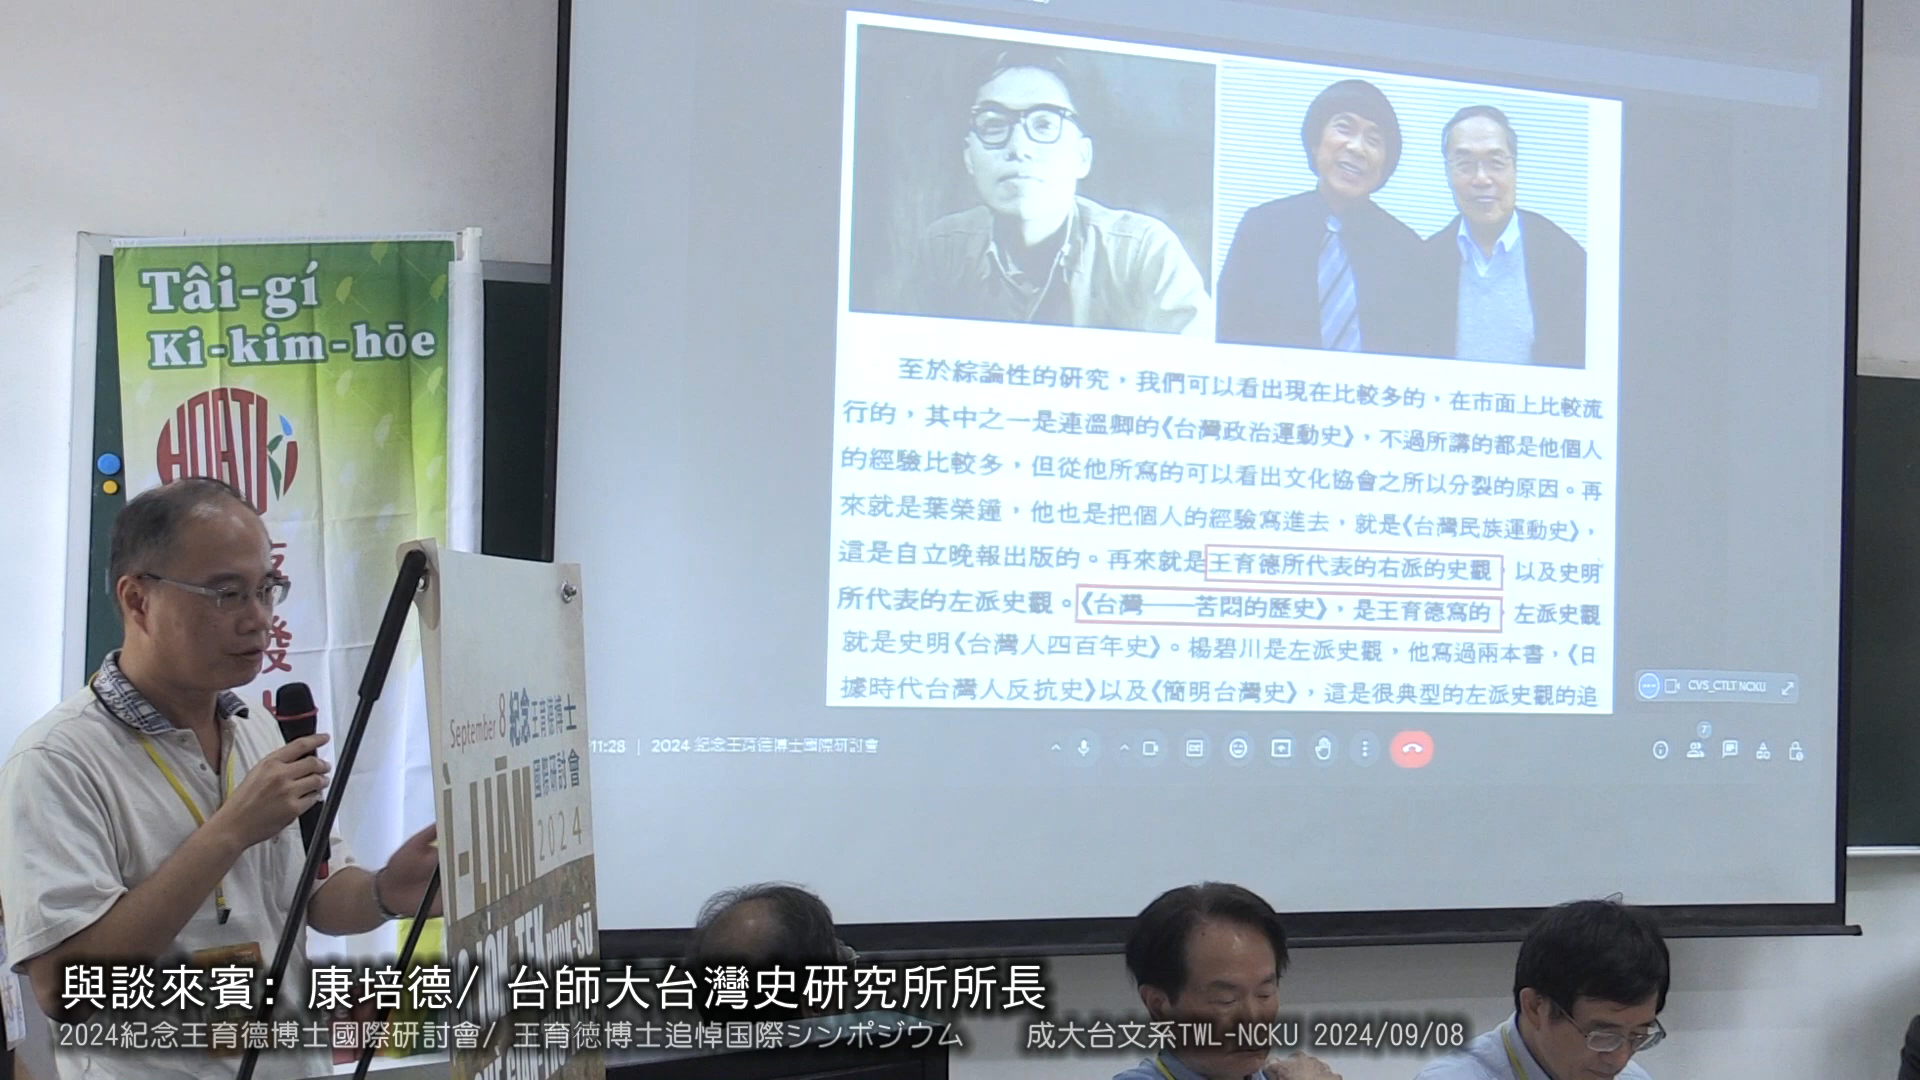 Tâi-gí
Ki-kim-hōe
HOATKI
發
至於綜論性的研究，我們可以看出現在比較多的，在市面上比較流
行的，其中之一是連溫卿的《台灣政治運動史》，不過所講的都是他個人
的經驗比較多，但從他所寫的可以看出文化協會之所以分裂的原因。再
來就是葉榮鐘，他也是把個人的經驗寫進去，就是《台灣民族運動史》，
這是自立晚報出版的。再來就是王育德所代表的右派的史觀，以及史明
所代表的左派史觀。《台灣——苦悶的歷史》，是王育德寫的，左派史觀
就是史明《台灣人四百年史》。楊碧川是左派史觀，他寫過兩本書，《日
據時代台灣人反抗史》以及《簡明台灣史》，這是很典型的左派史觀的追
CVS_CTLT NCKU
7
11:28 | 2024 紀念王育德博士國際研討會
September 8 紀念王育德博士
國際研討會
2024
Ì-LIĀM
與談來賓: 康培德/ 台師大台灣史研究所所長
2024紀念王育德博士國際研討會/ 王育徳博士追悼国際シンポジウム 成大台文系TWL-NCKU 2024/09/08